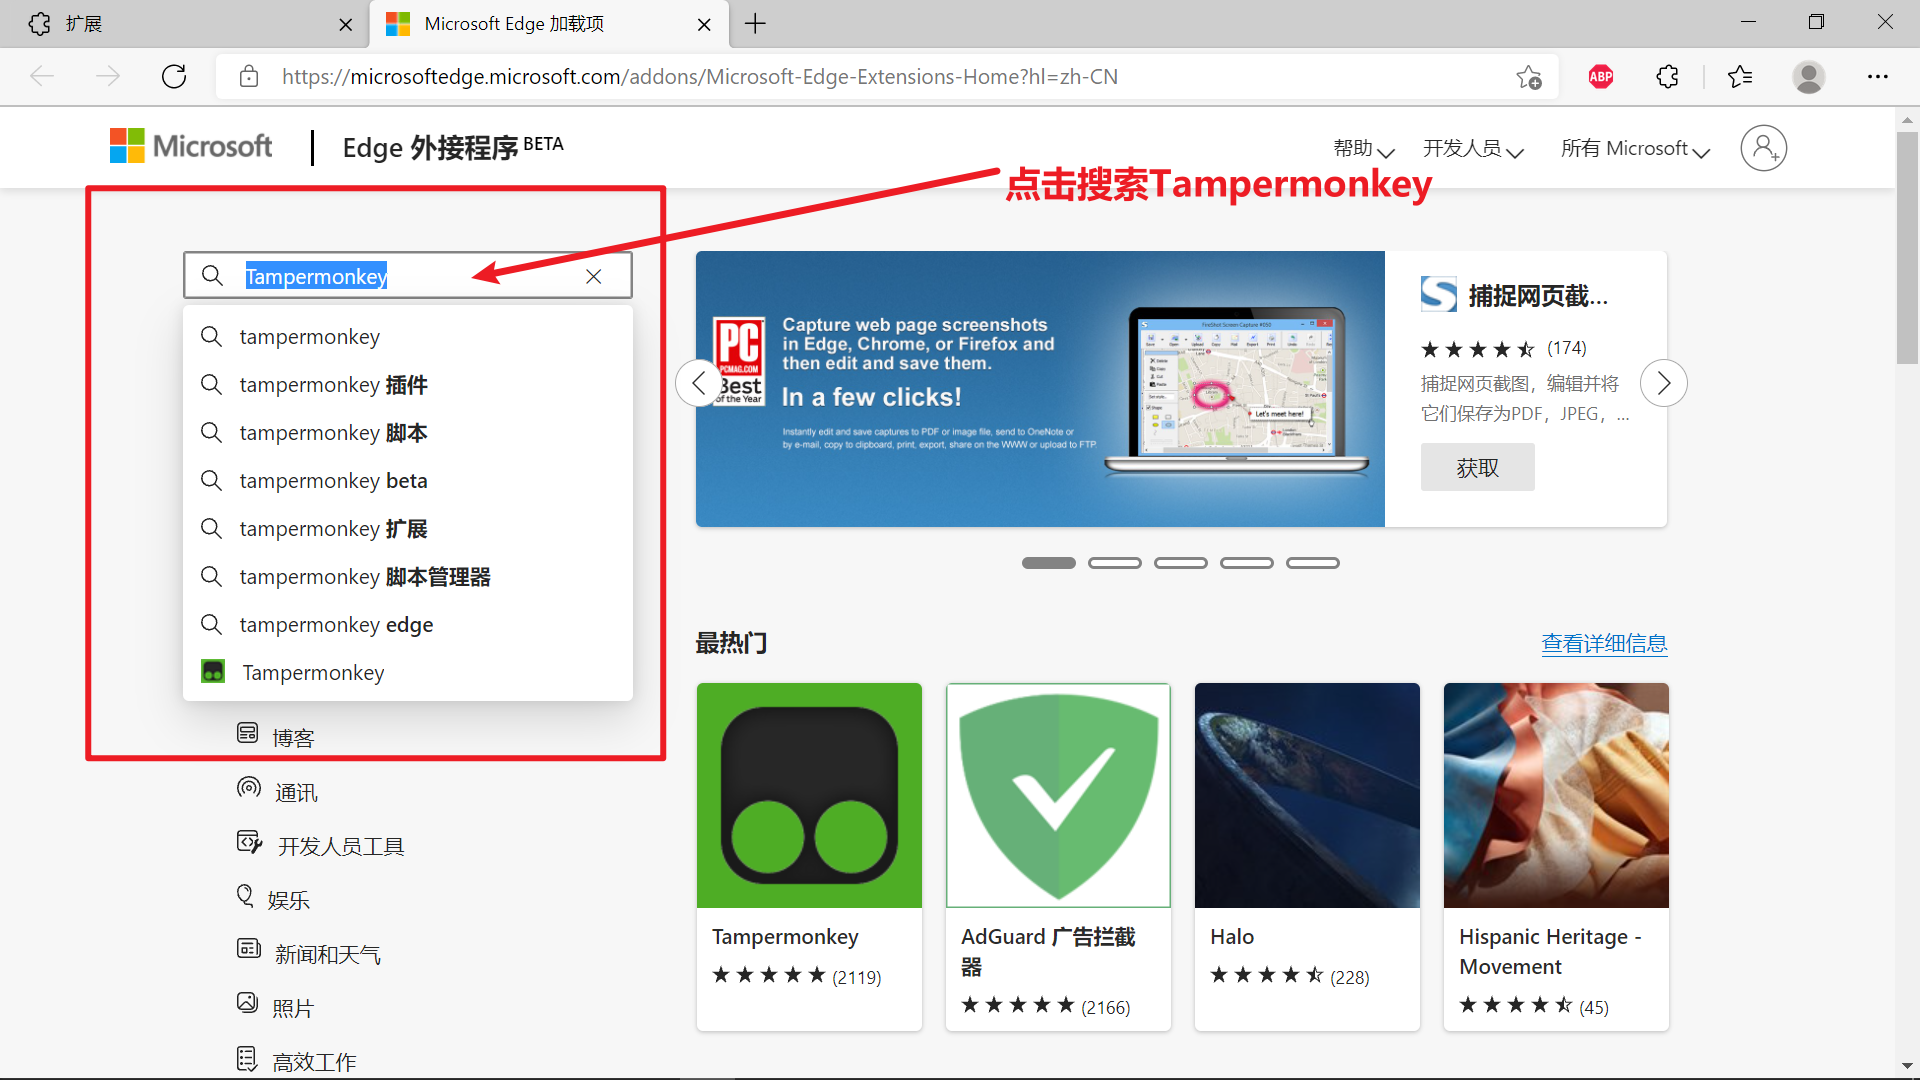 扩展
Microsoft Edge 加载项
https://microsoftedge.microsoft.com/addons/Microsoft-Edge-Extensions-Home?hl=zh-CN
ABP
Microsoft
Edge 外接程序 BETA
帮助
开发人员
所有 Microsoft
点击搜索Tampermonkey
Tampermonkey
tampermonkey
tampermonkey 插件
tampermonkey 脚本
tampermonkey beta
tampermonkey 扩展
tampermonkey 脚本管理器
tampermonkey edge
Tampermonkey
博客
通讯
开发人员工具
娱乐
新闻和天气
照片
高效工作
PC
PCMAG.COM
Best
of the Year
Capture web page screenshots
in Edge, Chrome, or Firefox and
then edit and save them.
In a few clicks!
Instantly edit and save captures to PDF or image file, send to OneNote or
by e-mail, copy to clipboard, print, export, share on the WWW or upload to FTP
Let's meet here!
捕捉网页截...
(174)
捕捉网页截图，编辑并将
它们保存为PDF，JPEG，...
获取
最热门
查看详细信息
Tampermonkey
(2119)
AdGuard 广告拦截
器
(2166)
Halo
(228)
Hispanic Heritage -
Movement
(45)